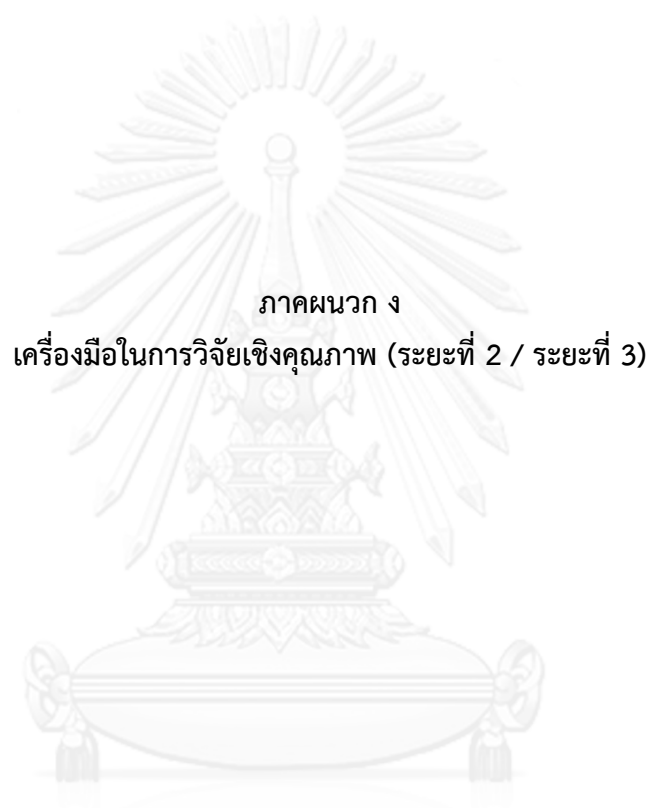 ภาคผนวก ง
เครื่องมือในการวิจัยเชิงคุณภาพ (ระยะที่ 2 / ระยะที่ 3)